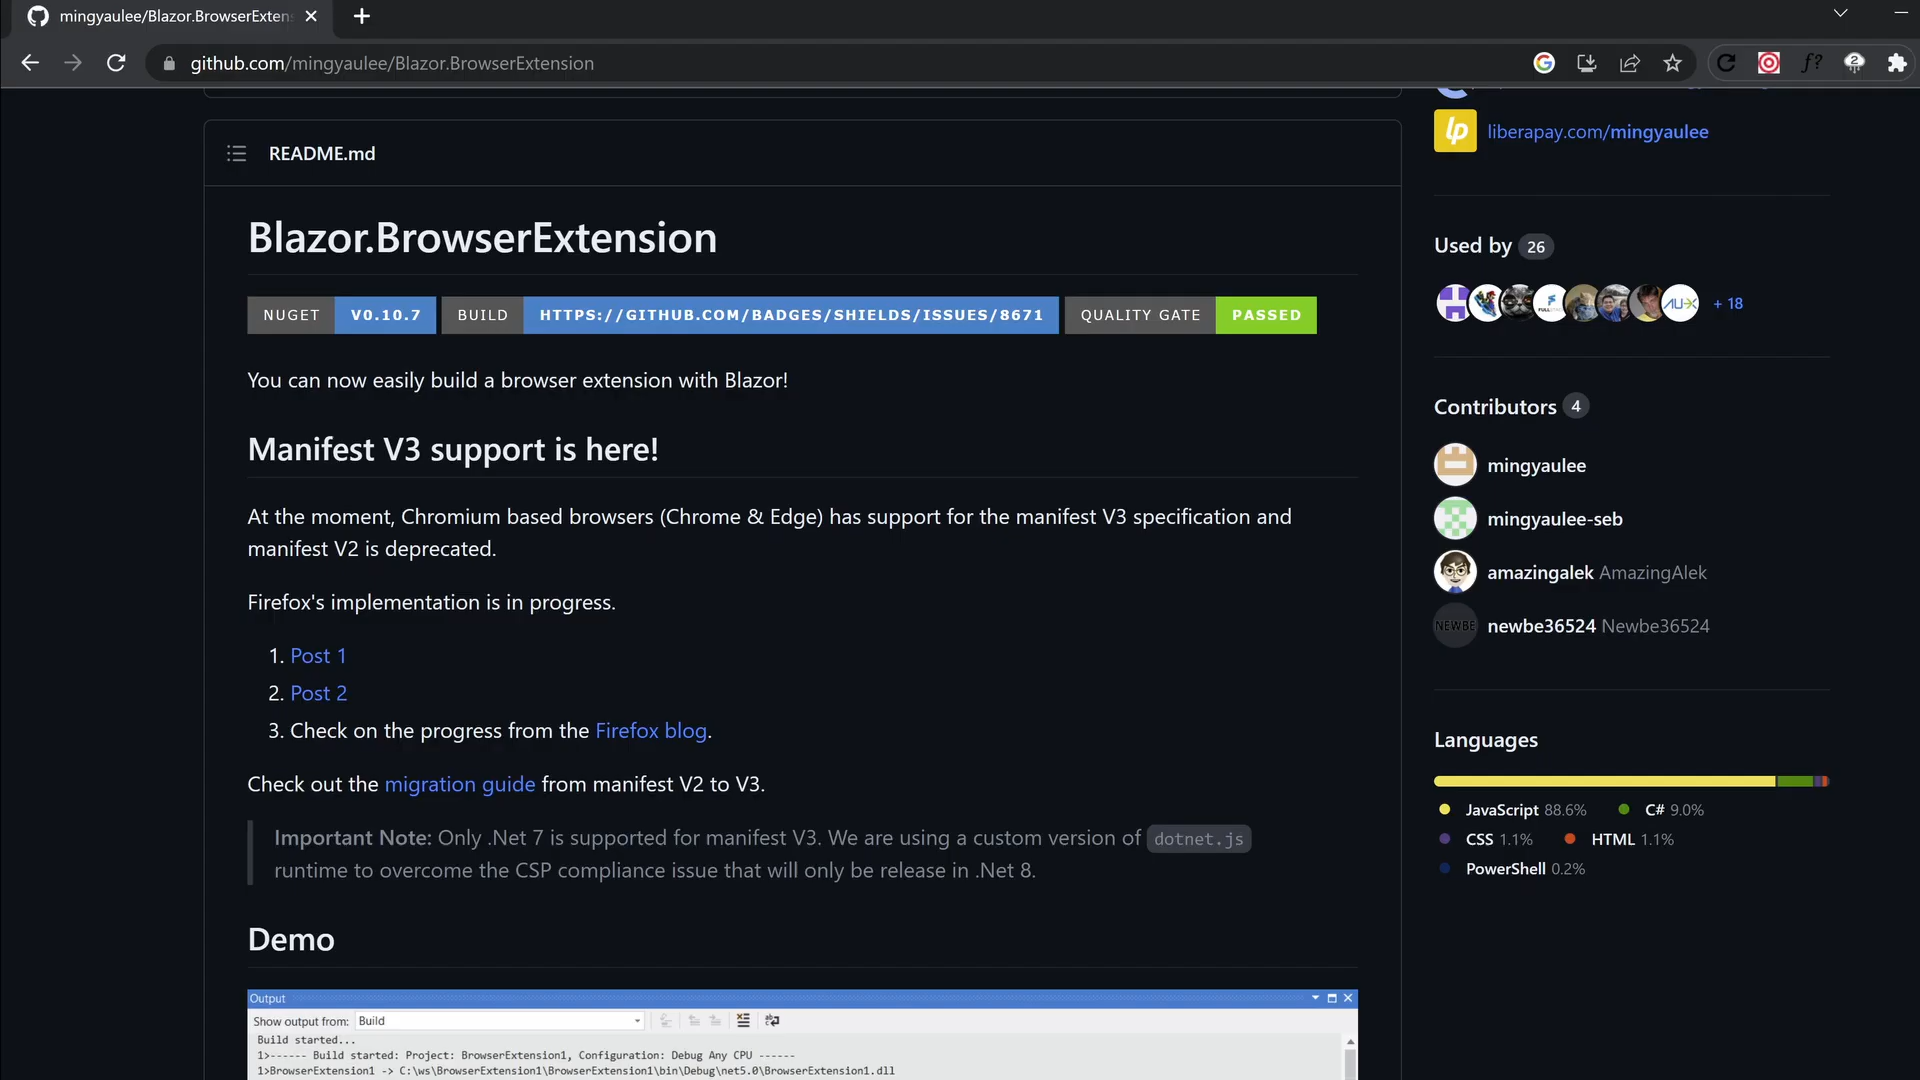 mingyaulee/Blazor.BrowserExten
github.com/mingyaulee/Blazor.BrowserExtension
liberapay.com/mingyaulee
README.md
Blazor.BrowserExtension
NUGET V0.10.7 BUILD HTTPS://GITHUB.COM/BADGES/SHIELDS/ISSUES/8671 QUALITY GATE PASSED
You can now easily build a browser extension with Blazor!
Manifest V3 support is here!
At the moment, Chromium based browsers (Chrome & Edge) has support for the manifest V3 specification and
manifest V2 is deprecated.
Firefox's implementation is in progress.
1. Post 1
2. Post 2
3. Check on the progress from the Firefox blog.
Check out the migration guide from manifest V2 to V3.
Important Note: Only .Net 7 is supported for manifest V3. We are using a custom version of dotnet.js
runtime to overcome the CSP compliance issue that will only be release in .Net 8.
Demo
Output
Show output from: Build
Build started...
1>------ Build started: Project: BrowserExtension1, Configuration: Debug Any CPU ------
1>BrowserExtension1 -> C:\ws\BrowserExtension1\BrowserExtension1\bin\Debug\net5.0\BrowserExtension1.dll
Used by 26
+ 18
Contributors 4
mingyaulee
mingyaulee-seb
amazingalek AmazingAlek
NEWBE newbe36524 Newbe36524
Languages
JavaScript 88.6% C# 9.0%
CSS 1.1% HTML 1.1%
PowerShell 0.2%